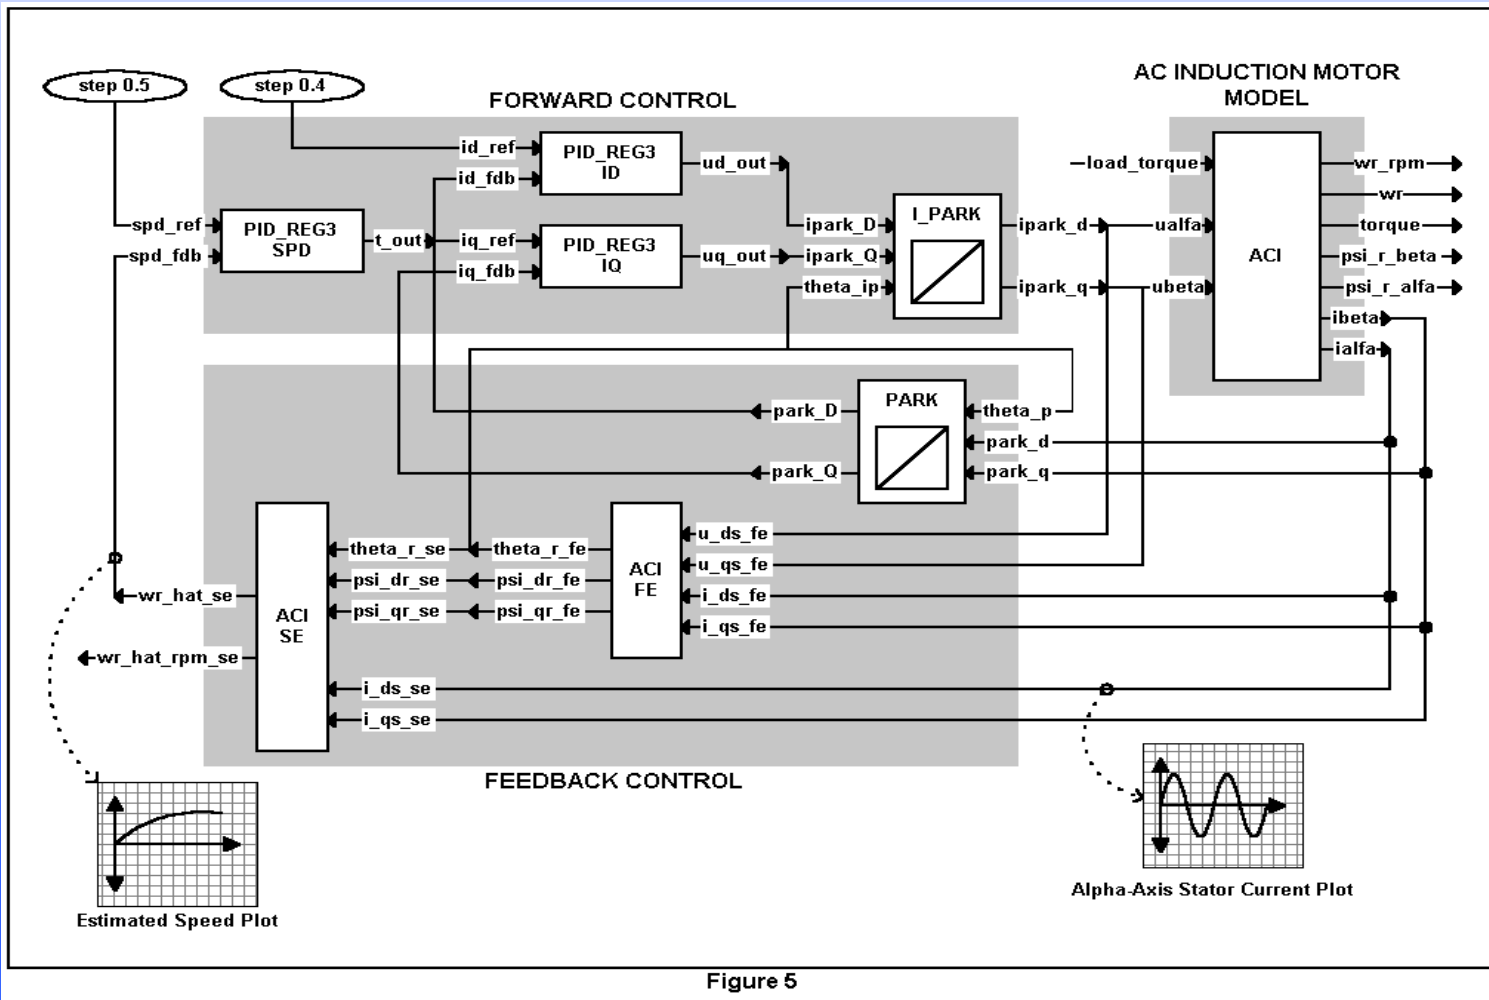 step 0.5
step 0.4
FORWARD CONTROL
AC INDUCTION MOTOR
MODEL
id_ref
id_fdb
PID_REG3
ID
ud_out
spd_ref
spd_fdb
PID_REG3
SPD
t_out
iq_ref
iq_fdb
PID_REG3
IQ
uq_out
ipark_D
ipark_Q
theta_ip
I_PARK
ipark_d
ipark_q
load_torque
ualfa
ubeta
ACI
wr_rpm
wr
torque
psi_r_beta
psi_r_alfa
ibeta
ialfa
park_D
park_Q
PARK
theta_p
park_d
park_q
wr_hat_se
wr_hat_rpm_se
ACI
SE
theta_r_se
psi_dr_se
psi_qr_se
theta_r_fe
psi_dr_fe
psi_qr_fe
ACI
FE
u_ds_fe
u_qs_fe
i_ds_fe
i_qs_fe
i_ds_se
i_qs_se
FEEDBACK CONTROL
Estimated Speed Plot
Alpha-Axis Stator Current Plot
Figure 5